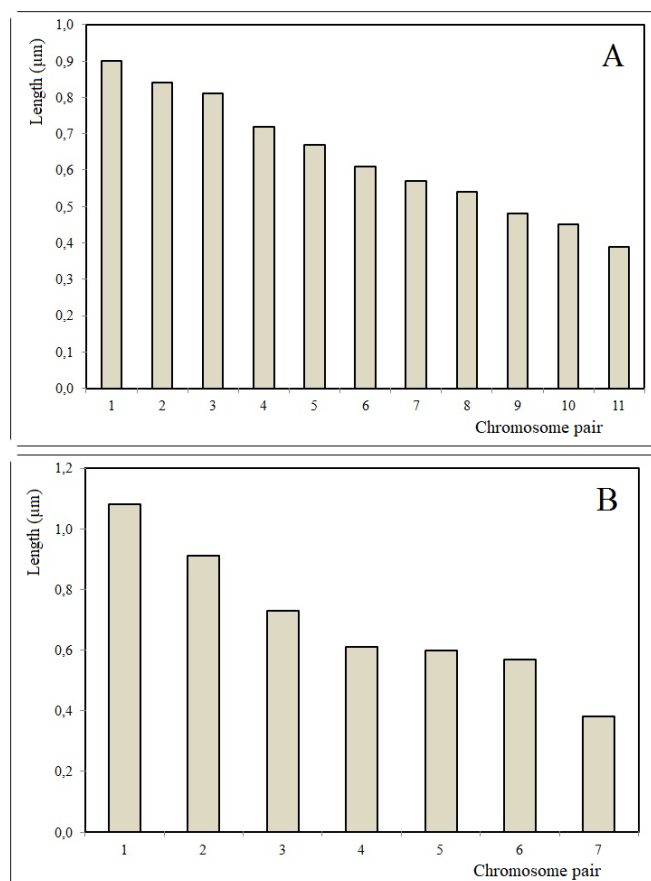 A
Length (µm)
1,0
0,9
0,8
0,7
0,6
0,5
0,4
0,3
0,2
0,1
0,0
1 2 3 4 5 6 7 8 9 10 11
Chromosome pair
B
Length (µm)
1,2
1,0
0,8
0,6
0,4
0,2
0,0
1 2 3 4 5 6 7
Chromosome pair